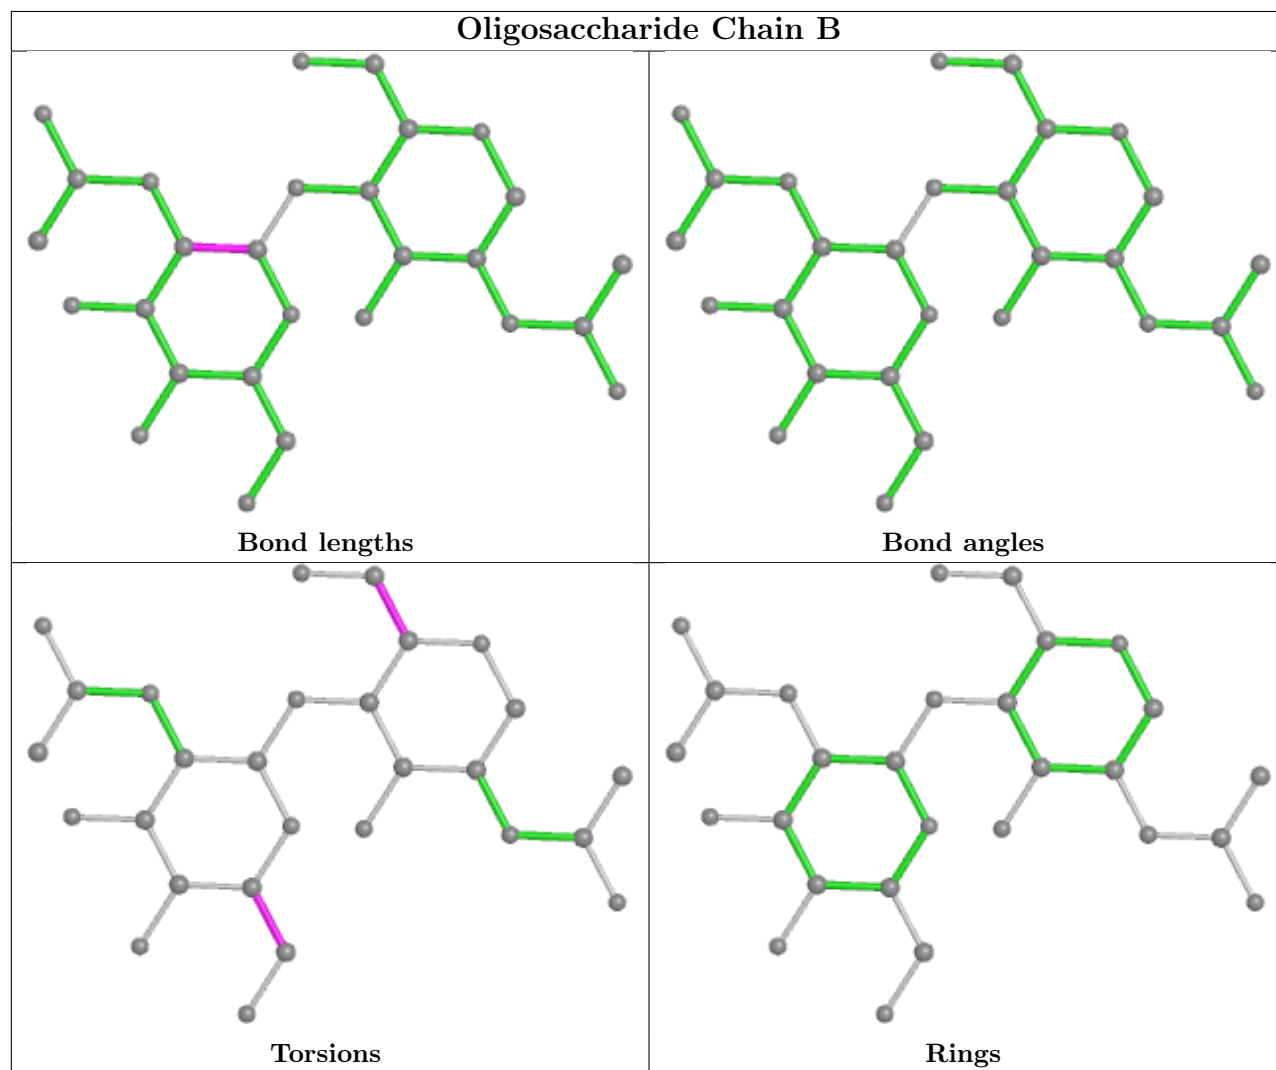 Oligosaccharide Chain B
Bond lengths
Bond angles
Torsions
Rings